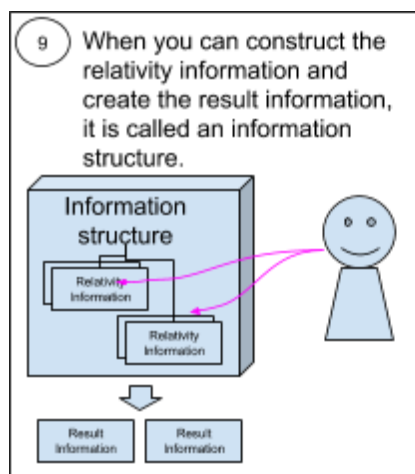 9
When you can construct the
relativity information and
create the result information,
it is called an information
structure.
Information
structure
Relativity
Information
Relativity
Information
Result
Information
Result
Information